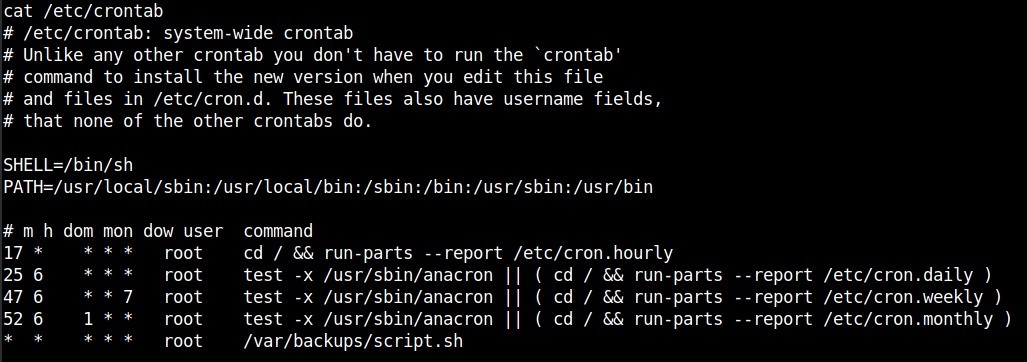 cat /etc/crontab
# /etc/crontab: system-wide crontab
# Unlike any other crontab you don't have to run the `crontab'
# command to install the new version when you edit this file
# and files in /etc/cron.d. These files also have username fields,
# that none of the other crontabs do.

SHELL=/bin/sh
PATH=/usr/local/sbin:/usr/local/bin:/sbin:/bin:/usr/sbin:/usr/bin

# m h dom mon dow user  command
17 *    * * *   root    cd / && run-parts --report /etc/cron.hourly
25 6    * * *   root    test -x /usr/sbin/anacron || ( cd / && run-parts --report /etc/cron.daily )
47 6    * * 7   root    test -x /usr/sbin/anacron || ( cd / && run-parts --report /etc/cron.weekly )
52 6    1 * *   root    test -x /usr/sbin/anacron || ( cd / && run-parts --report /etc/cron.monthly )
*  *    * * *   root    /var/backups/script.sh